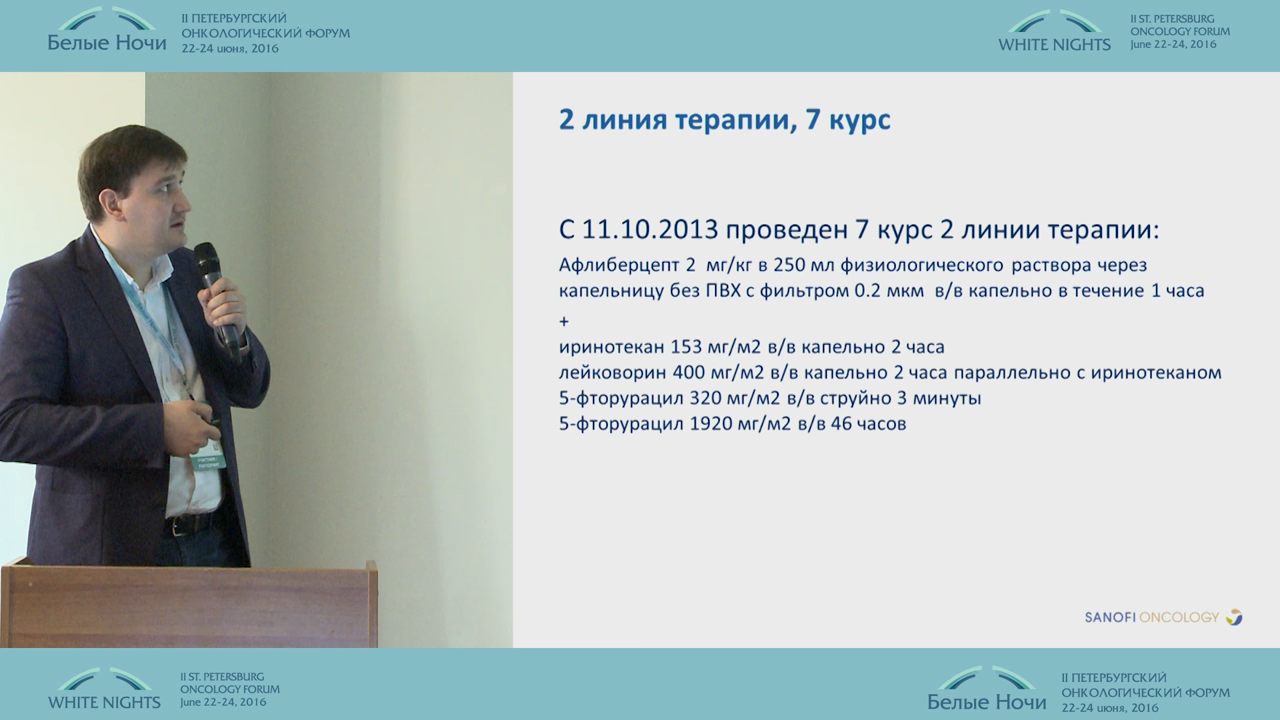 Белые Ночи
II ПЕТЕРБУРГСКИЙ
ОНКОЛОГИЧЕСКИЙ ФОРУМ
22-24 июня, 2016
WHITE NIGHTS
II ST. PETERSBURG
ONCOLOGY FORUM
June 22-24, 2016
2 линия терапии, 7 курс
С 11.10.2013 проведен 7 курс 2 линии терапии:
Афлиберцепт 2 мг/кг в 250 мл физиологического раствора через
капельницу без ПВХ с фильтром 0.2 мкм в/в капельно в течение 1 часа
+
иринотекан 153 мг/м2 в/в капельно 2 часа
лейковорин 400 мг/м2 в/в капельно 2 часа параллельно с иринотеканом
5-фторурацил 320 мг/м2 в/в струйно 3 минуты
5-фторурацил 1920 мг/м2 в/в 46 часов
SANOFI ONCOLOGY
WHITE NIGHTS
II ST. PETERSBURG
ONCOLOGY FORUM
June 22-24, 2016
Белые Ночи
II ПЕТЕРБУРГСКИЙ
ОНКОЛОГИЧЕСКИЙ ФОРУМ
22-24 июня, 2016